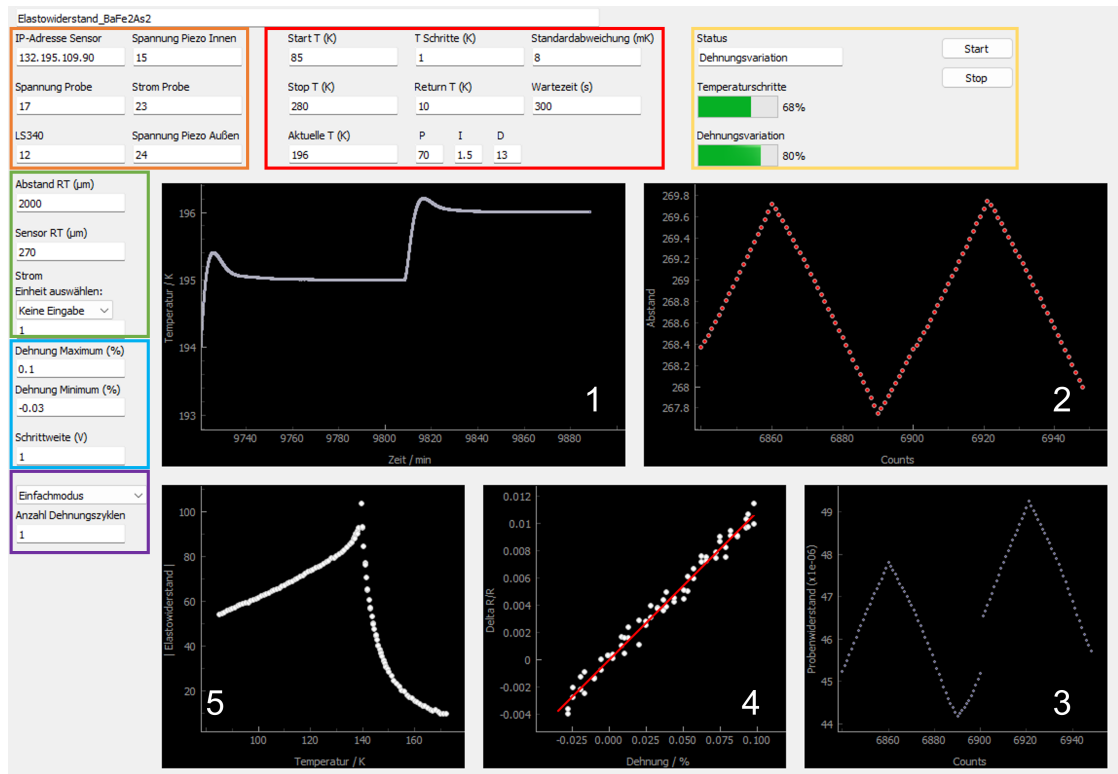 Elastowiderstand_BaFe2As2
IP-Adresse Sensor
Spannung Piezo Innen
132.195.109.90
15
Spannung Probe
Strom Probe
17
23
LS340
Spannung Piezo Außen
12
24
Start T (K)
T Schritte (K)
Standardabweichung (mK)
85
1
8
Stop T (K)
Return T (K)
Wartezeit (s)
280
10
300
Aktuelle T (K)
P
I
D
196
70
1.5
13
Status
Start
Dehnungsvariation
Stop
Temperaturschritte
68%
Dehnungsvariation
80%
Abstand RT (µm)
2000
Sensor RT (µm)
270
Strom
Einheit auswählen:
Keine Eingabe
1
Dehnung Maximum (%)
0.1
Dehnung Minimum (%)
-0.03
Schrittweite (V)
1
Einfachmodus
Anzahl Dehnungszyklen
1
Temperatur / K
196
195
194
193
9740
9760
9780
9800
9820
9840
9860
9880
Zeit / min
1
Abstand
269.8
269.6
269.4
269.2
269
268.8
268.6
268.4
268.2
268
267.8
6860
6880
6900
6920
6940
Counts
2
| Elastowiderstand |
100
80
60
40
20
100
120
140
160
Temperatur / K
5
Delta R/R
0.012
0.01
0.008
0.006
0.004
0.002
0
-0.002
-0.004
-0.025
0.000
0.025
0.050
0.075
0.100
Dehnung / %
4
Probenwiderstand (x1e-06)
49
48
47
46
45
44
6860
6880
6900
6920
6940
Counts
3